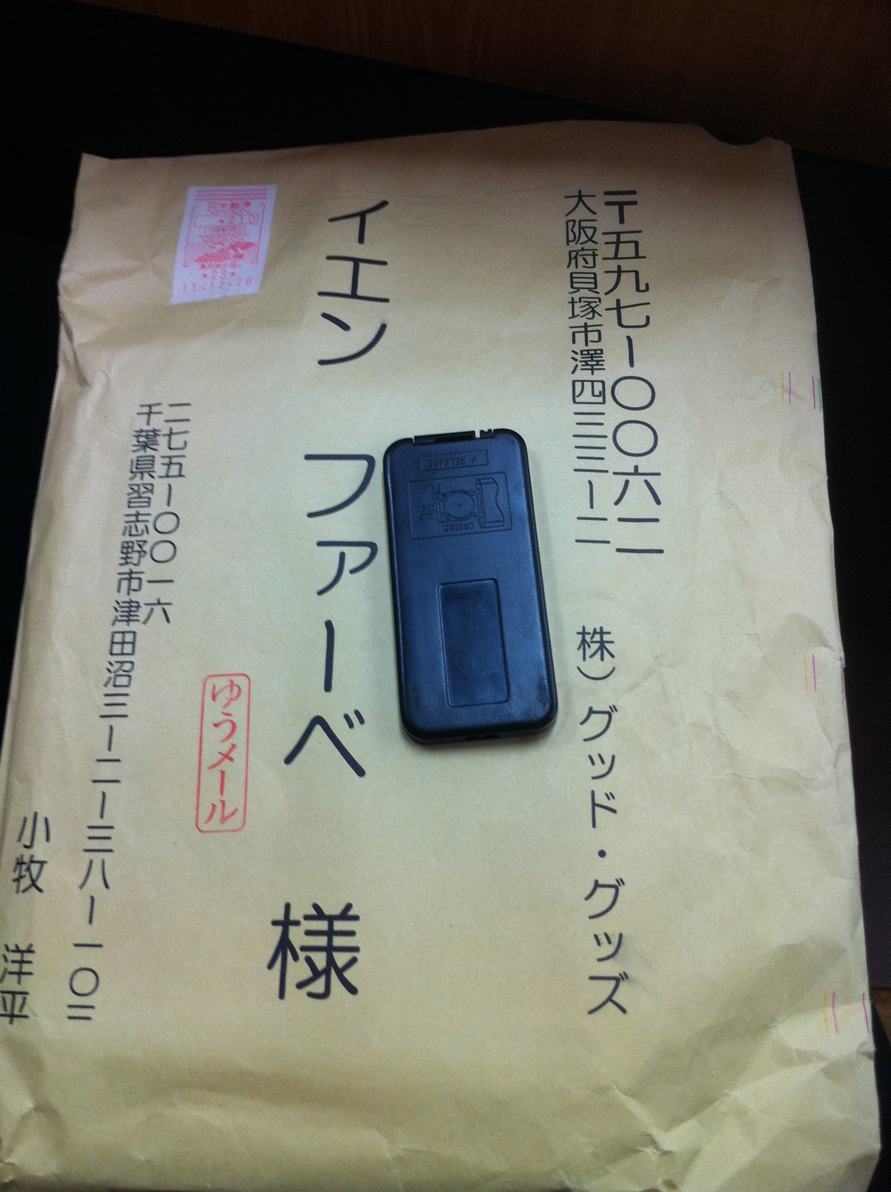 〒五九七ー〇〇六二
大阪府貝塚市澤四三三ー二
株）グッド・グッズ
イエン ファーベ 様
ゆうメール
二七五ー〇〇一六
千葉県習志野市津田沼三ー二ー三八ー一〇三
小牧 洋平
RELEASE